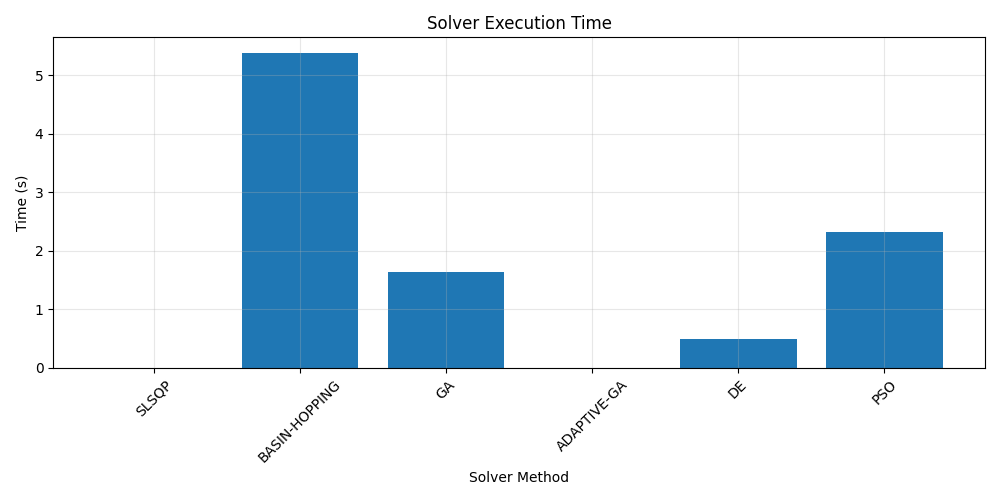 Solver Execution Time
Time (s)
5
4
3
2
1
0
SLSQP
BASIN-HOPPING
GA
ADAPTIVE-GA
DE
PSO
Solver Method